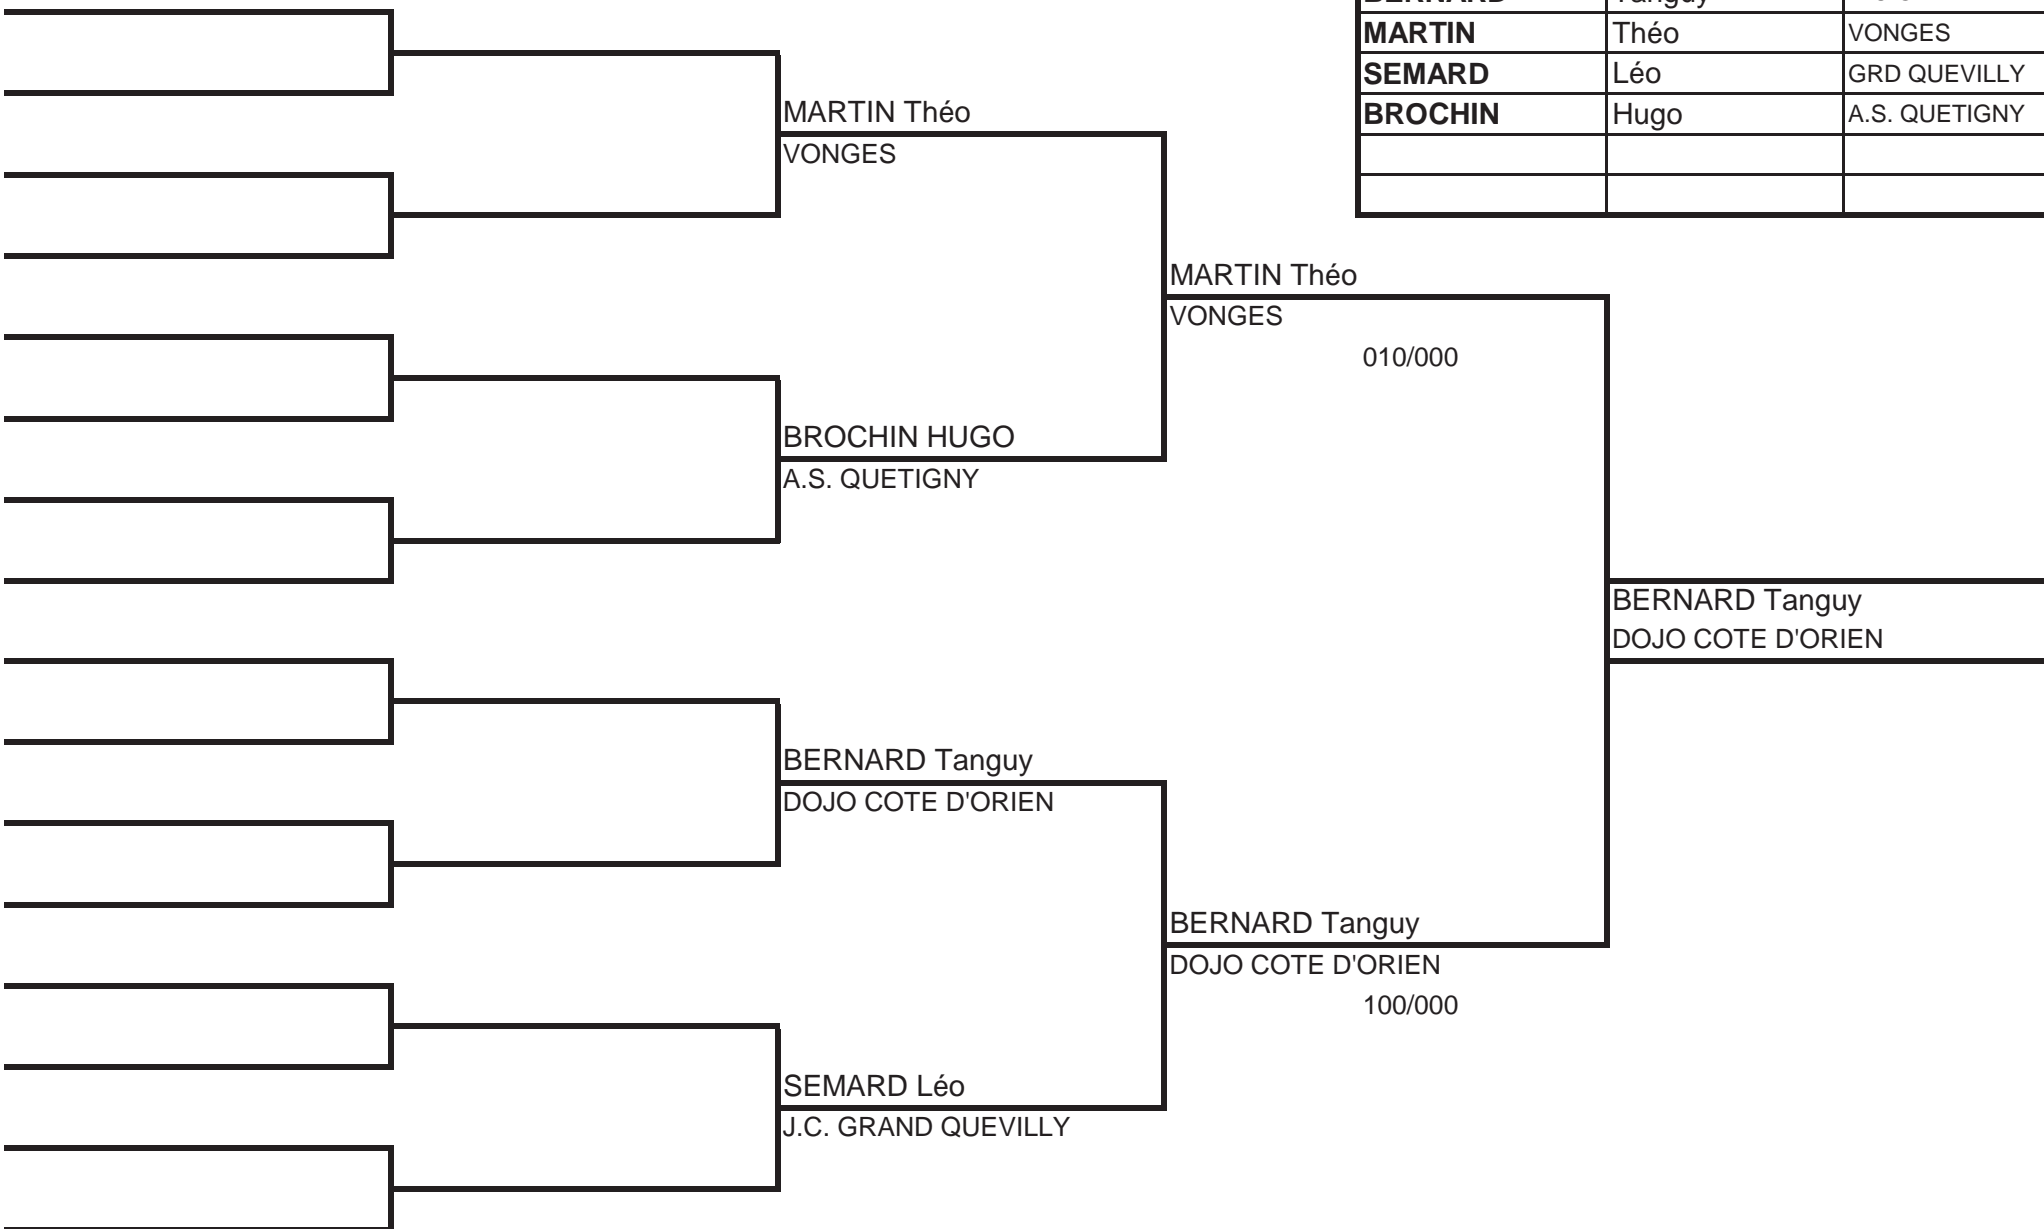 BERNARD Tanguy
MARTIN Théo VONGES
SEMARD Léo GRD QUEVILLY
BROCHIN Hugo A.S. QUETIGNY
MARTIN Théo
VONGES
MARTIN Théo
VONGES
010/000
BROCHIN HUGO
A.S. QUETIGNY
BERNARD Tanguy
DOJO COTE D'ORIEN
BERNARD Tanguy
DOJO COTE D'ORIEN
BERNARD Tanguy
DOJO COTE D'ORIEN
100/000
SEMARD Léo
J.C. GRAND QUEVILLY